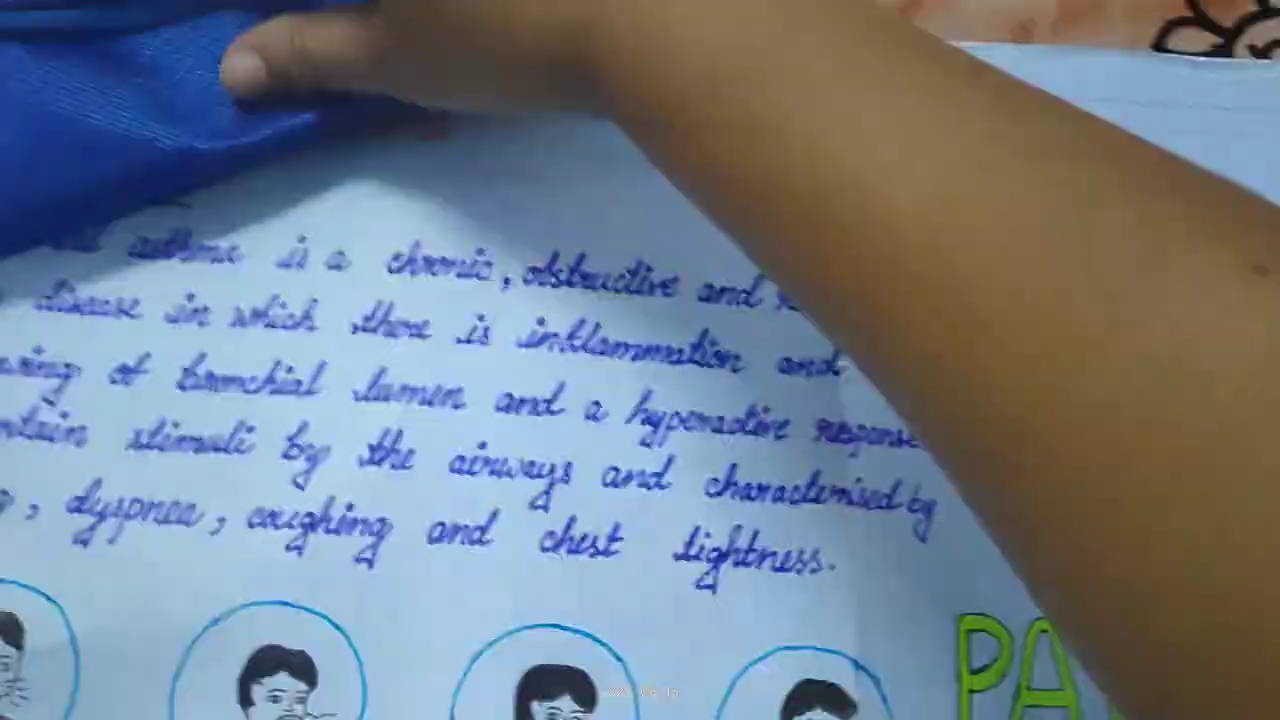 asthma is a chronic, obstructive and
disease in which there is inflammation and
of bronchial lumen and a hyperactive response
stimuli by the airways and characterised by
, dyspnea, coughing and chest tightness.
PA